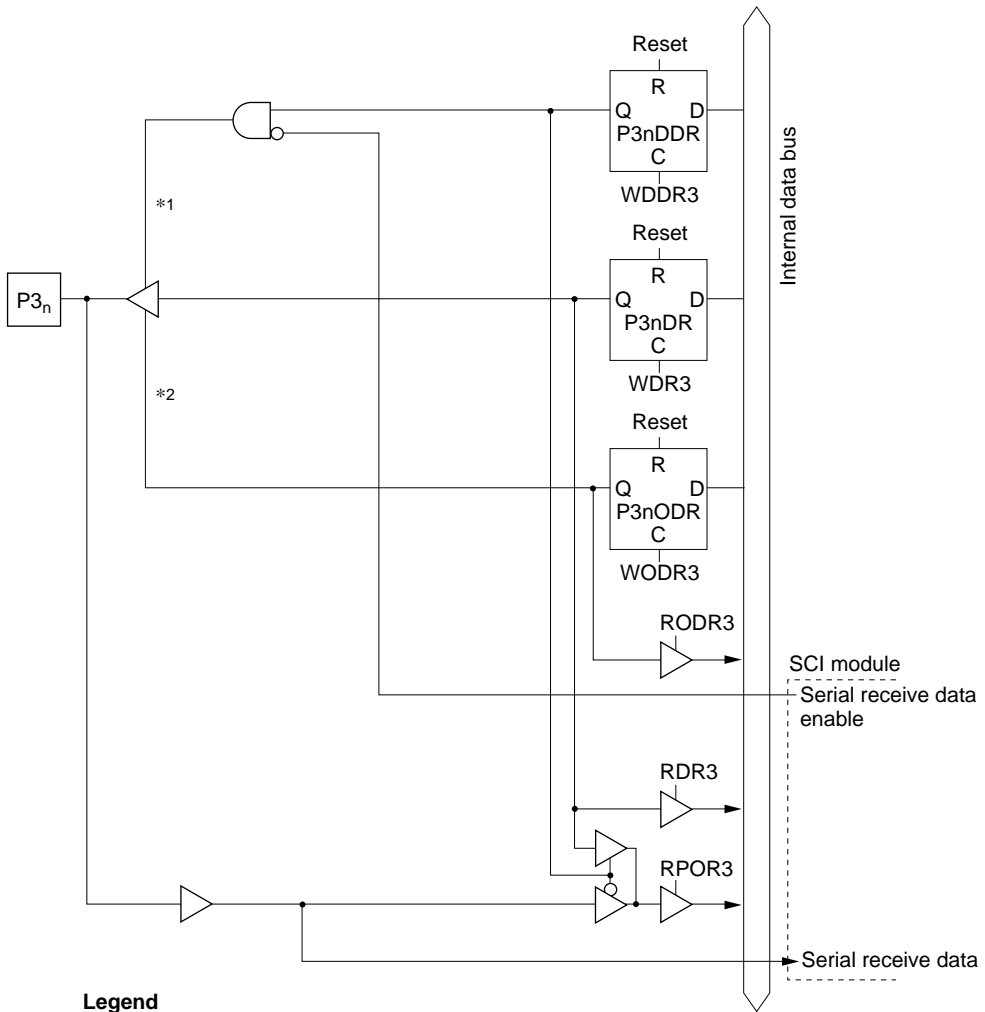 Reset
R
Q D
P3nDDR
C
WDDR3
Internal data bus
*1
Reset
R
P3n
Q D
P3nDR
C
WDR3
*2
Reset
R
Q D
P3nODR
C
WODR3
RODR3
SCI module
Serial receive data
enable
RDR3
RPOR3
Serial receive data
Legend